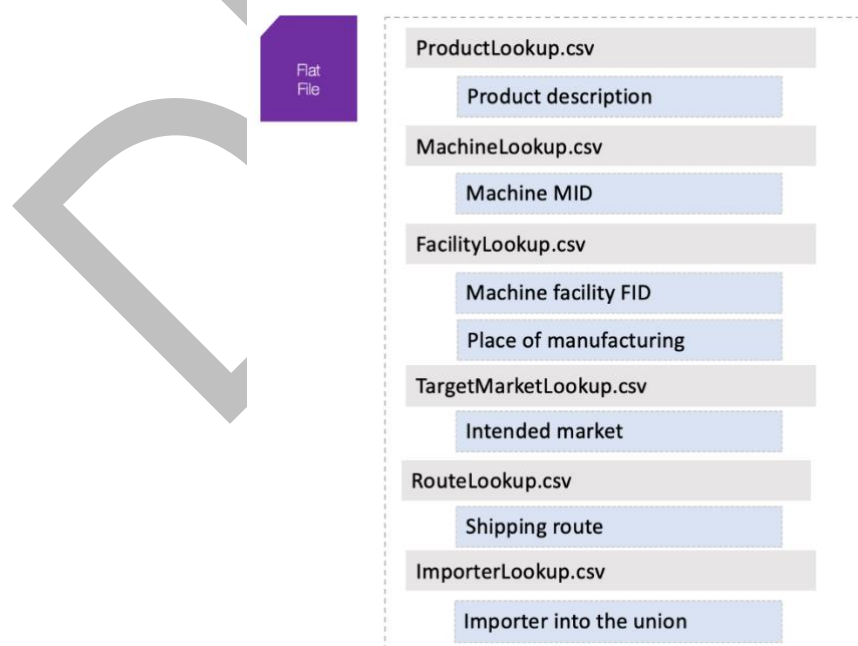 Flat
File
ProductLookup.csv
Product description
MachineLookup.csv
Machine MID
FacilityLookup.csv
Machine facility FID
Place of manufacturing
TargetMarketLookup.csv
Intended market
RouteLookup.csv
Shipping route
ImporterLookup.csv
Importer into the union